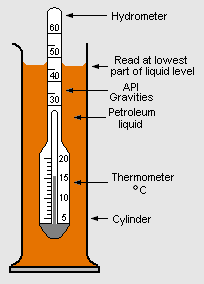 Hydrometer
60
50
Read at lowest
part of liquid level
40
API
Gravities
30
Petroleum
liquid
20
15
Thermometer
°C
10
5
Cylinder